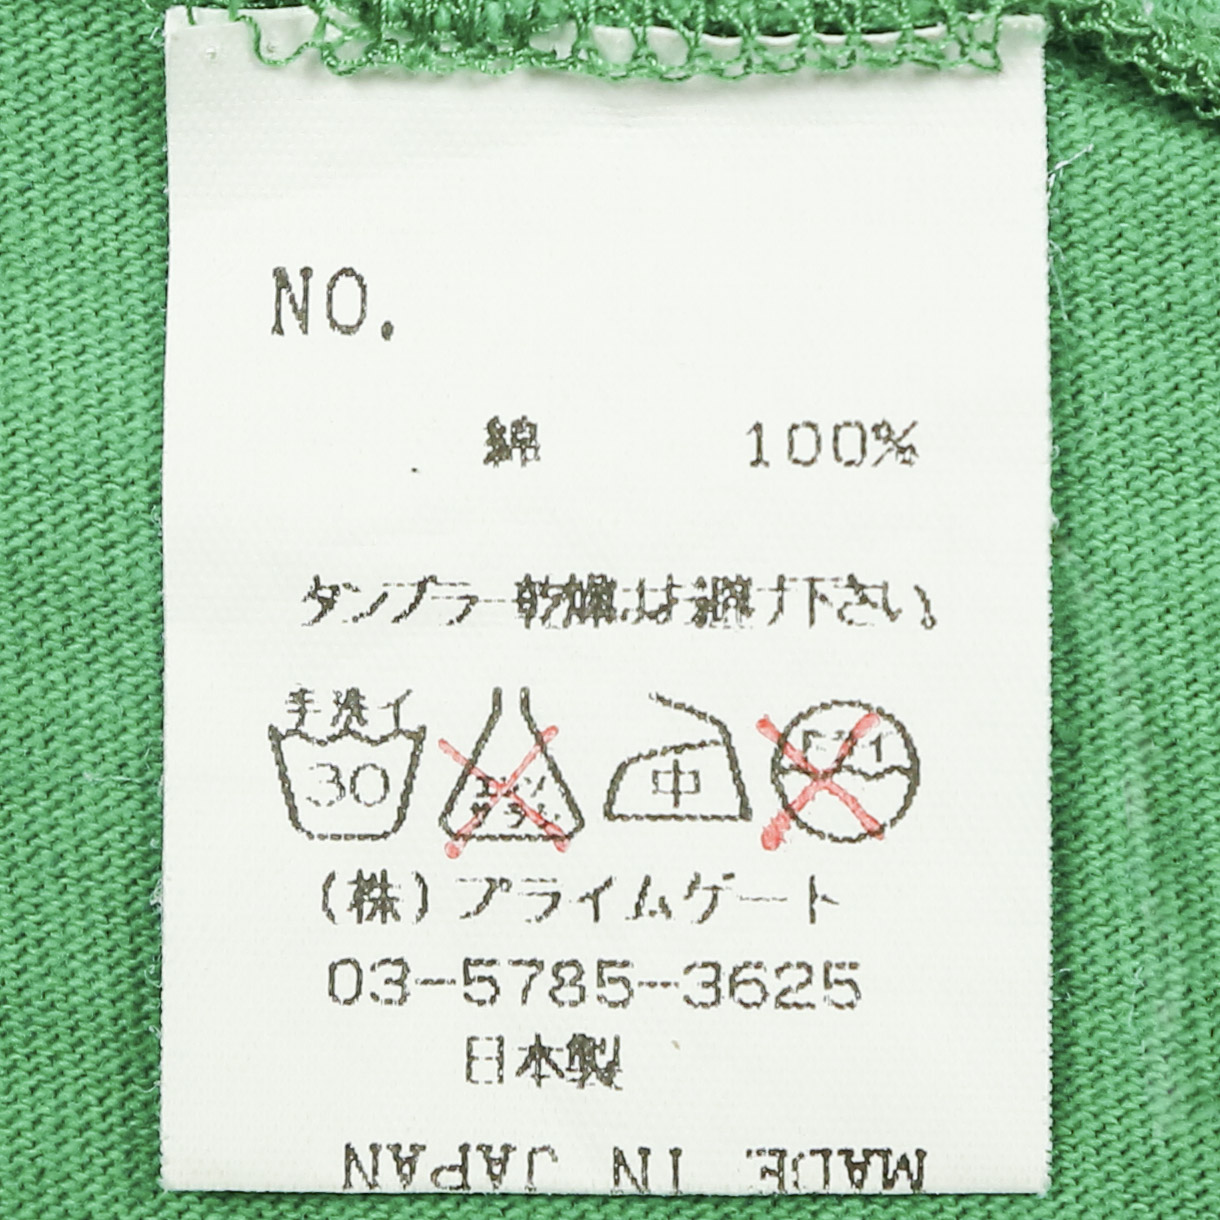 NO.
綿 100%
タンブラー乾燥は避け下さい
手洗イ
30
エンソ
サラシ
中
ドライ
(株)プライムゲート
03-5785-3625
日本製
MADE IN JAPAN